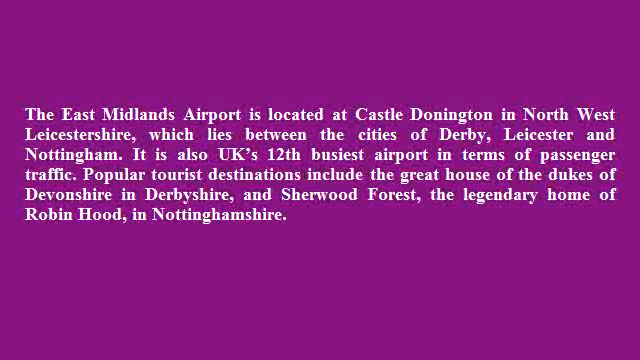 The East Midlands Airport is located at Castle Donington in North West
Leicestershire, which lies between the cities of Derby, Leicester and
Nottingham. It is also UK's 12th busiest airport in terms of passenger
traffic. Popular tourist destinations include the great house of the dukes of
Devonshire in Derbyshire, and Sherwood Forest, the legendary home of
Robin Hood, in Nottinghamshire.